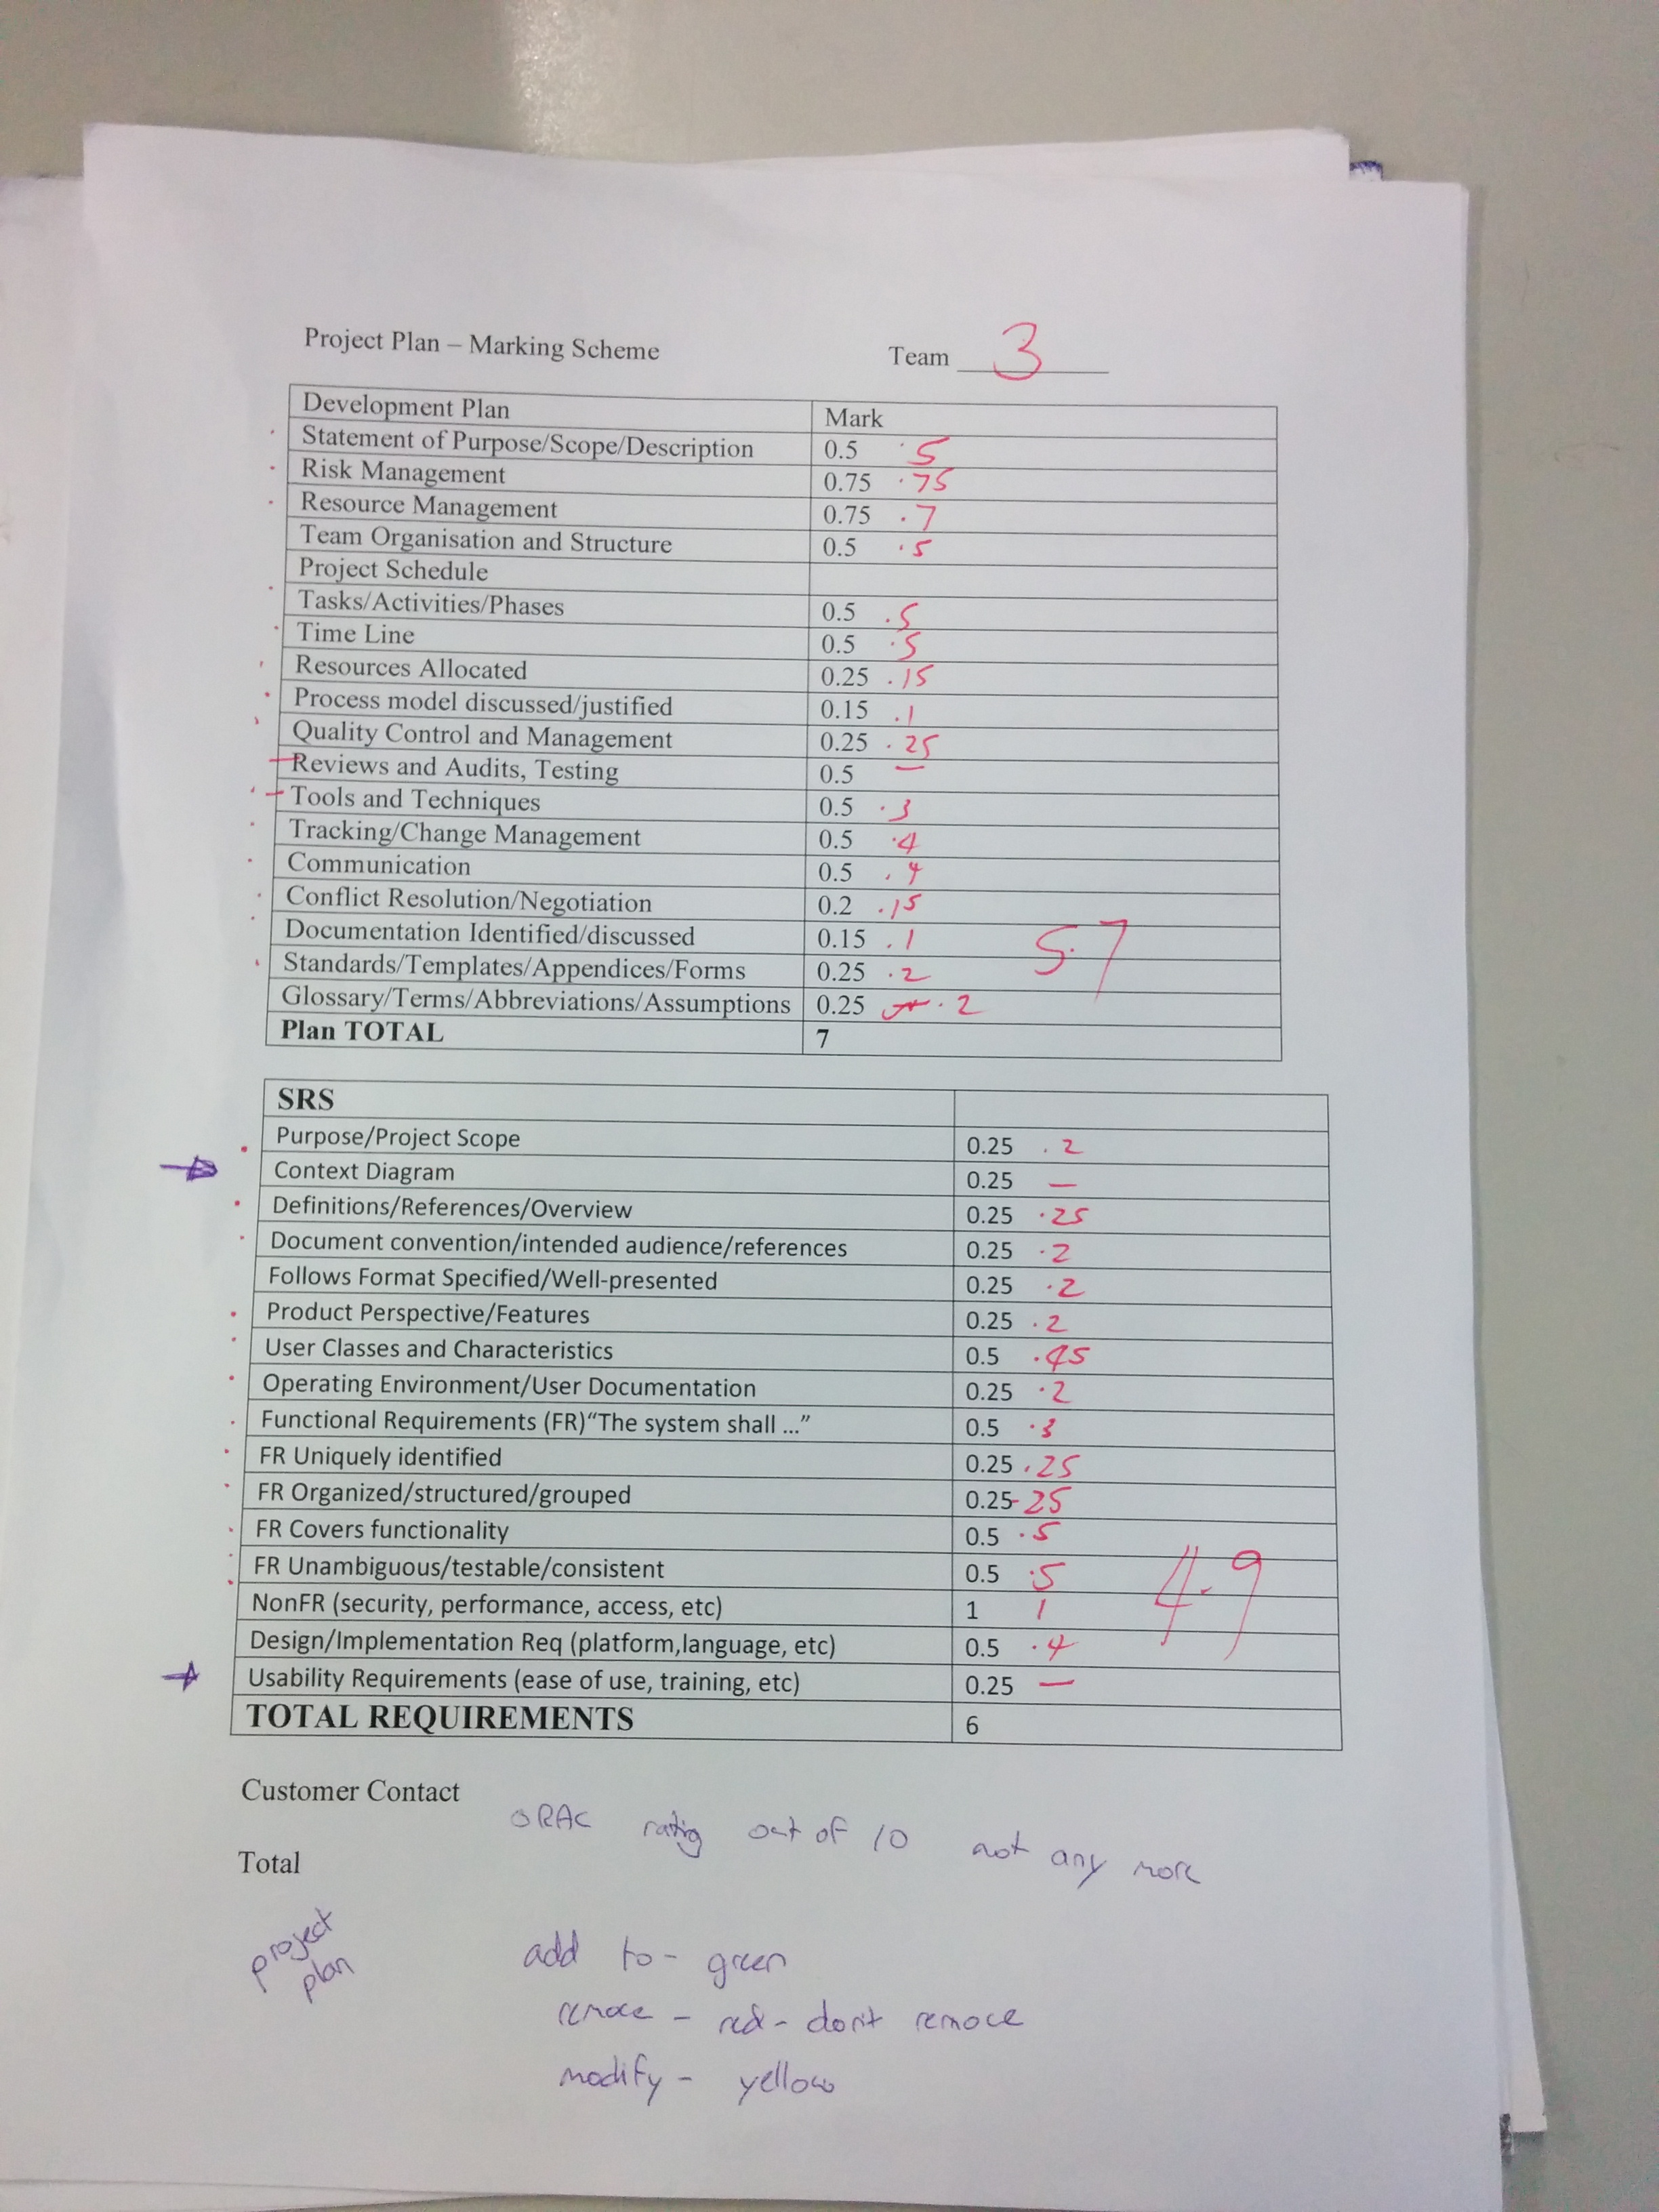 Project Plan – Marking Scheme Team 3
Development Plan Mark
Statement of Purpose/Scope/Description 0.5 .5
Risk Management 0.75 .75
Resource Management 0.75 .7
Team Organisation and Structure 0.5 .5
Project Schedule
Tasks/Activities/Phases 0.5 .5
Time Line 0.5 .5
Resources Allocated 0.25 .15
Process model discussed/justified 0.15 .1
Quality Control and Management 0.25 .25
Reviews and Audits, Testing 0.5 –
Tools and Techniques 0.5 .3
Tracking/Change Management 0.5 .4
Communication 0.5 .4
Conflict Resolution/Negotiation 0.2 .15
Documentation Identified/discussed 0.15 .1 5.7
Standards/Templates/Appendices/Forms 0.25 .2
Glossary/Terms/Abbreviations/Assumptions 0.25 .2
Plan TOTAL 7
SRS
Purpose/Project Scope 0.25 .2
Context Diagram 0.25 –
Definitions/References/Overview 0.25 .25
Document convention/intended audience/references 0.25 .2
Follows Format Specified/Well-presented 0.25 .2
Product Perspective/Features 0.25 .2
User Classes and Characteristics 0.5 .45
Operating Environment/User Documentation 0.25 .2
Functional Requirements (FR)“The system shall ...” 0.5 .3
FR Uniquely identified 0.25 .25
FR Organized/structured/grouped 0.25 .25
FR Covers functionality 0.5 .5
FR Unambiguous/testable/consistent 0.5 .5 4.9
NonFR (security, performance, access, etc) 1 1
Design/Implementation Req (platform,language, etc) 0.5 .4
Usability Requirements (ease of use, training, etc) 0.25 –
TOTAL REQUIREMENTS 6
Customer Contact
ORAC rating out of 10 not any more
Total
project plan
add to - green
remove - red - don't remove
modify - yellow